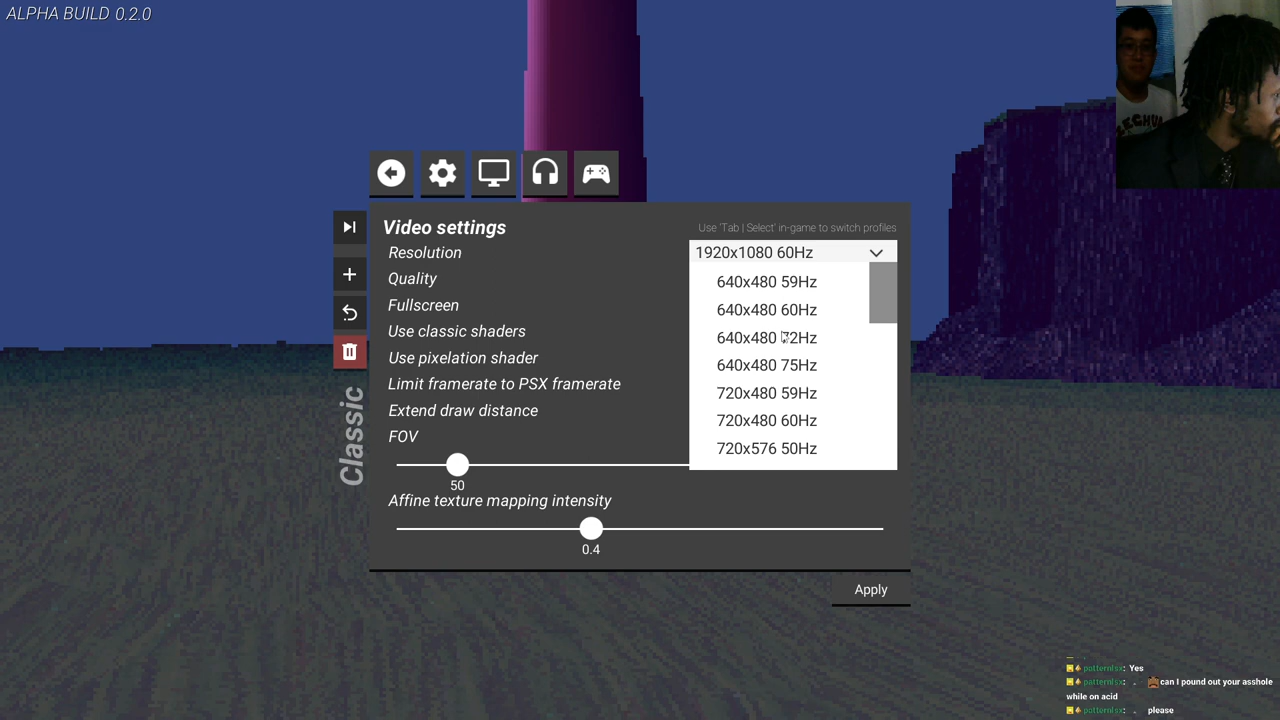 ALPHA BUILD 0.2.0
Video settings
Use 'Tab | Select' in-game to switch profiles
Resolution
1920x1080 60Hz
Quality
640x480 59Hz
Fullscreen
640x480 60Hz
Use classic shaders
640x480 72Hz
Use pixelation shader
640x480 75Hz
Limit framerate to PSX framerate
720x480 59Hz
Extend draw distance
720x480 60Hz
FOV
720x576 50Hz
50
Affine texture mapping intensity
0.4
Apply
Classic
patternlsx: Yes
patternlsx: can I pound out your asshole
while on acid
patternlsx: please